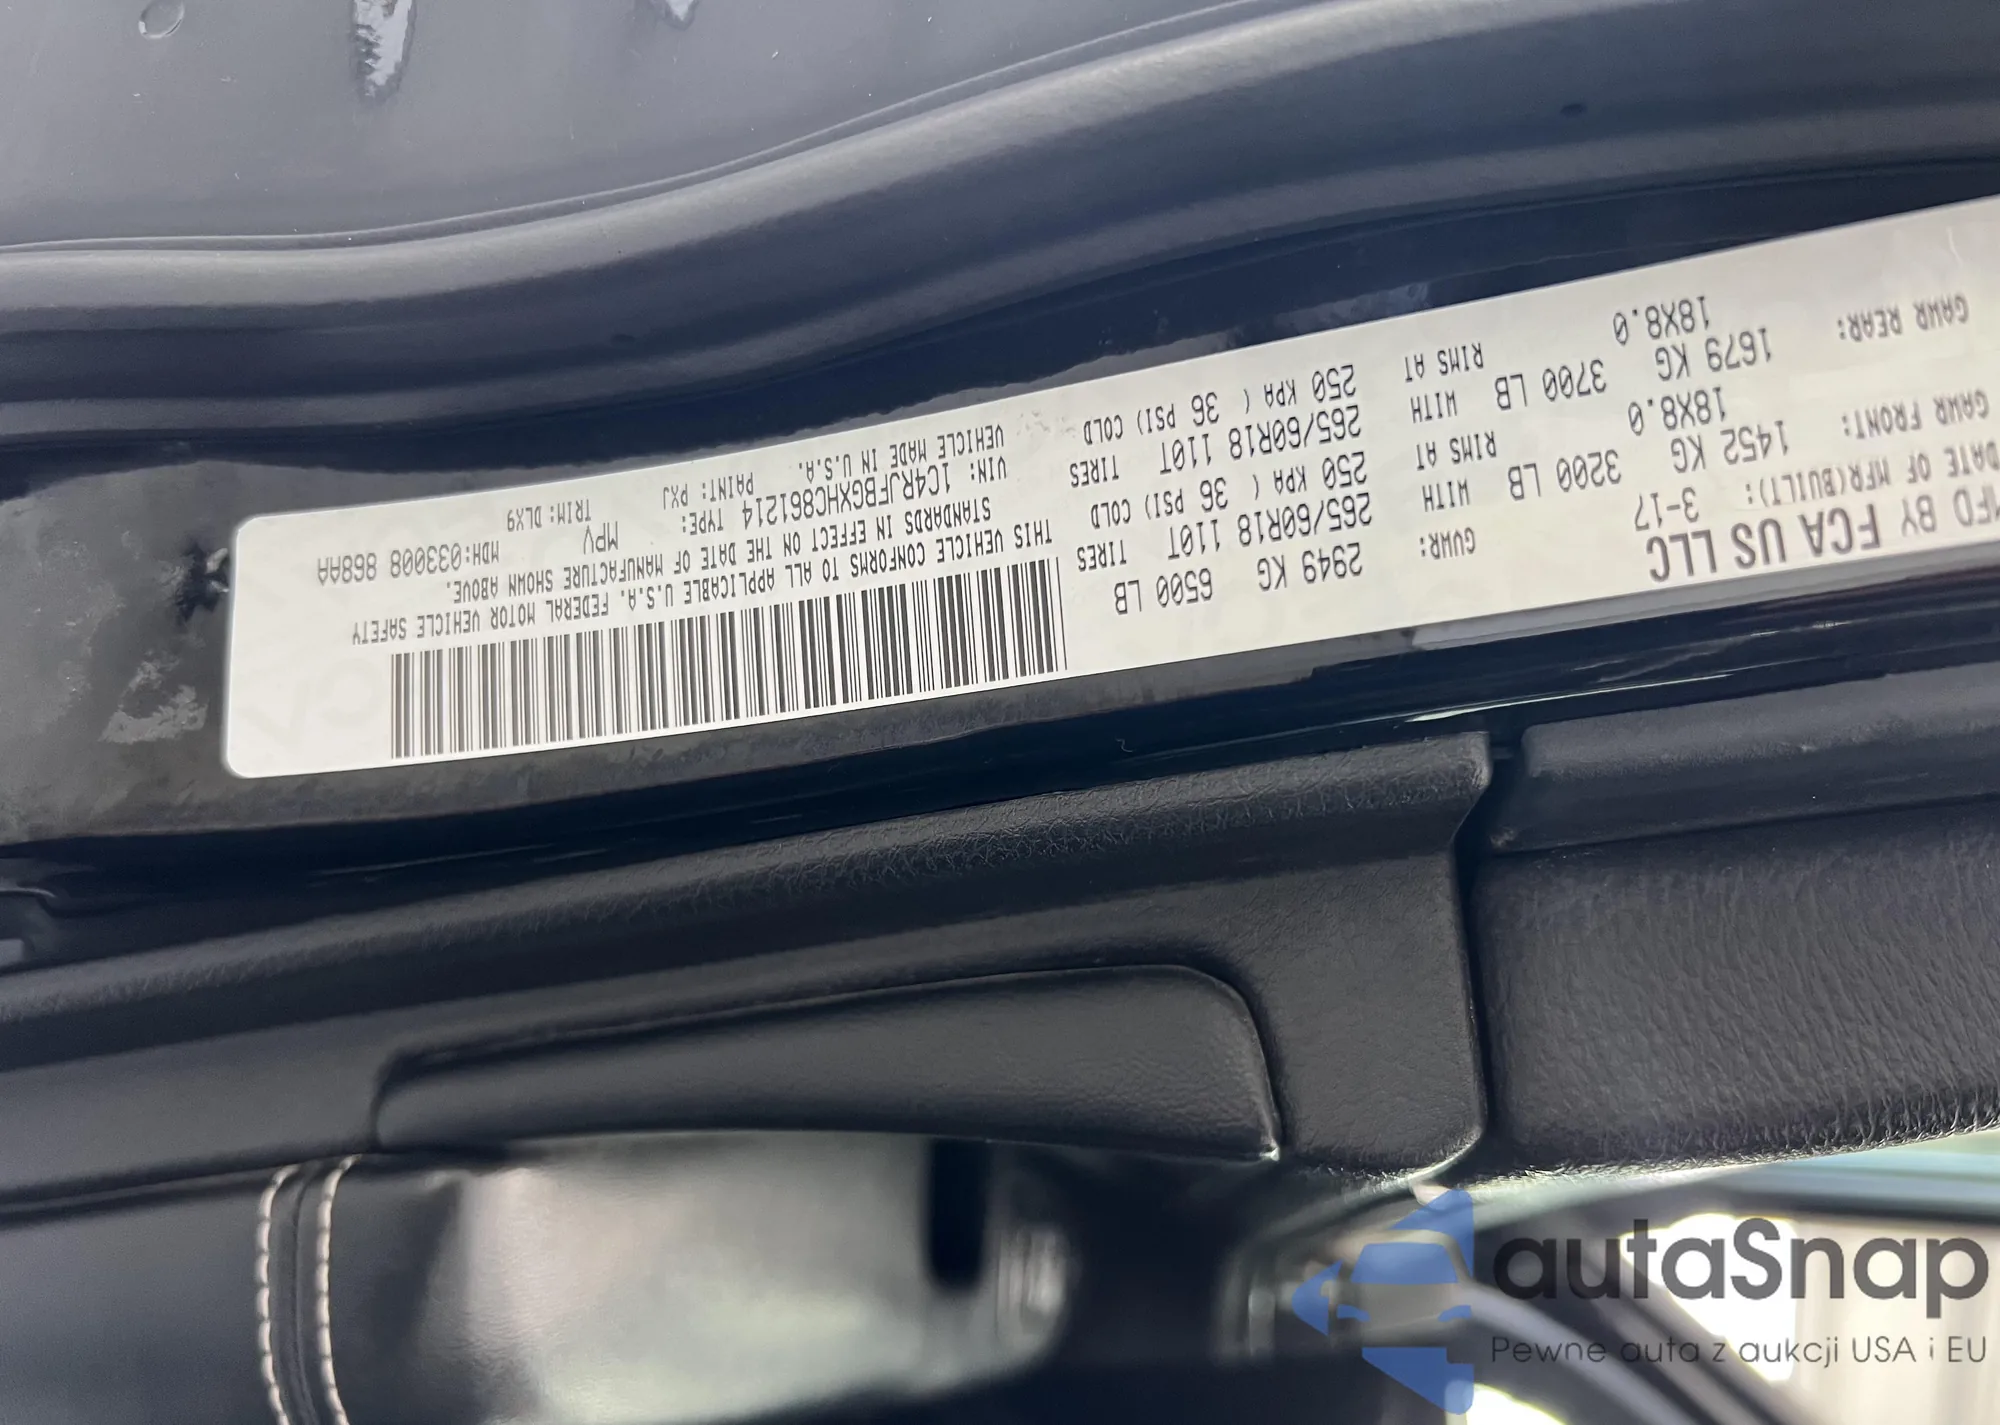 MFD BY FCA US LLC
DATE OF MFR(BUILT): 3-17
GVWR: 2949 KG 6500 LB
GAWR FRONT: 1452 KG 3200 LB WITH TIRES 265/60R18 110T
18X8.0 RIMS AT 250 KPA ( 36 PSI) COLD
GAWR REAR: 1679 KG 3700 LB WITH TIRES 265/60R18 110T
18X8.0 RIMS AT 250 KPA ( 36 PSI) COLD
THIS VEHICLE CONFORMS TO ALL APPLICABLE U.S.A. FEDERAL MOTOR VEHICLE SAFETY
STANDARDS IN EFFECT ON THE DATE OF MANUFACTURE SHOWN ABOVE.
VIN: 1C4RJFBGXHC861214 TYPE: MPV MDH:033008 868AA
VEHICLE MADE IN U.S.A. PAINT: PXJ TRIM: DLX9
autaSnap
Pewne auta z aukcji USA i EU